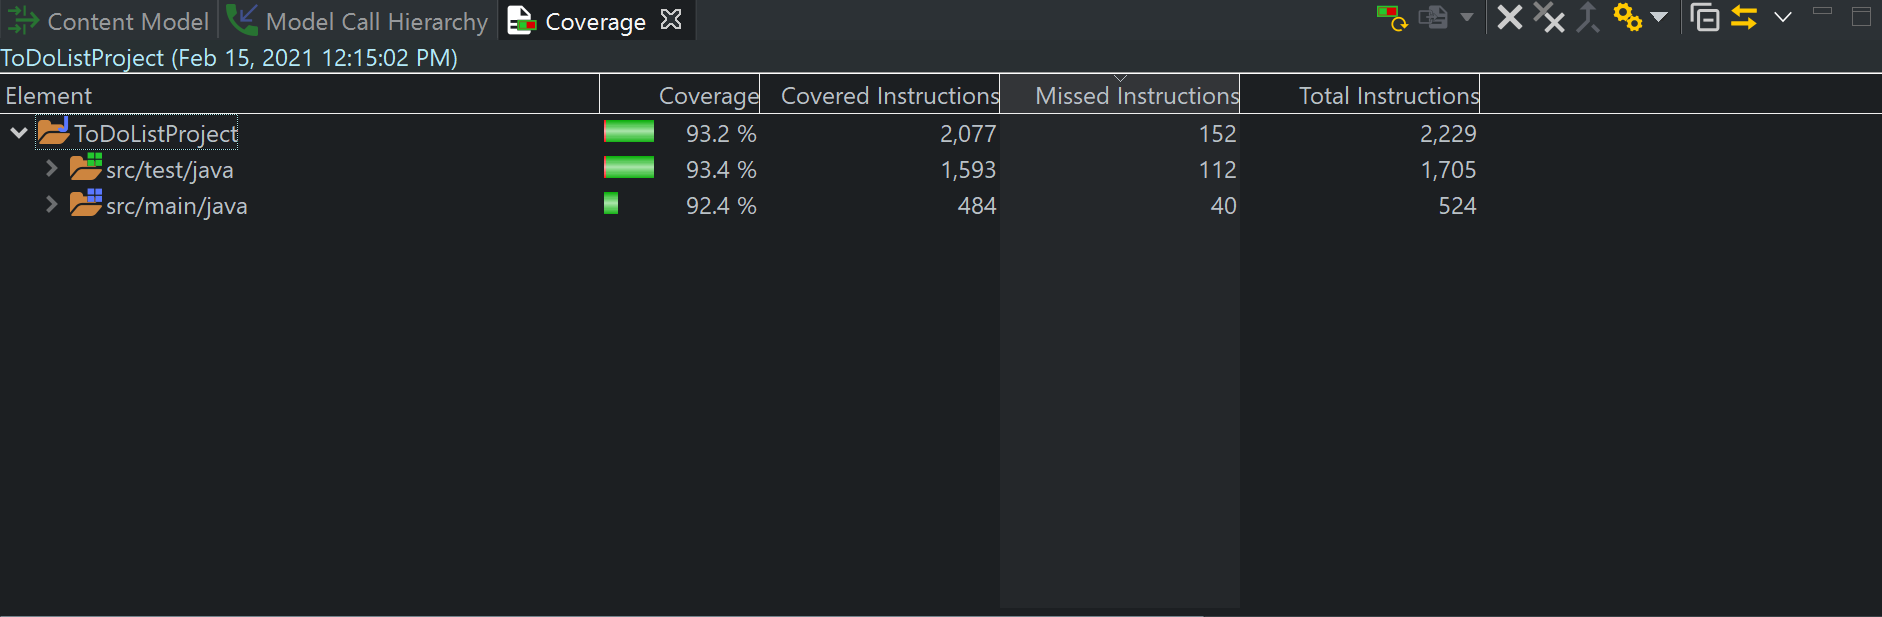 Content Model Model Call Hierarchy Coverage
ToDoListProject (Feb 15, 2021 12:15:02 PM)
Element Coverage Covered Instructions Missed Instructions Total Instructions
ToDoListProject 93.2 % 2,077 152 2,229
src/test/java 93.4 % 1,593 112 1,705
src/main/java 92.4 % 484 40 524